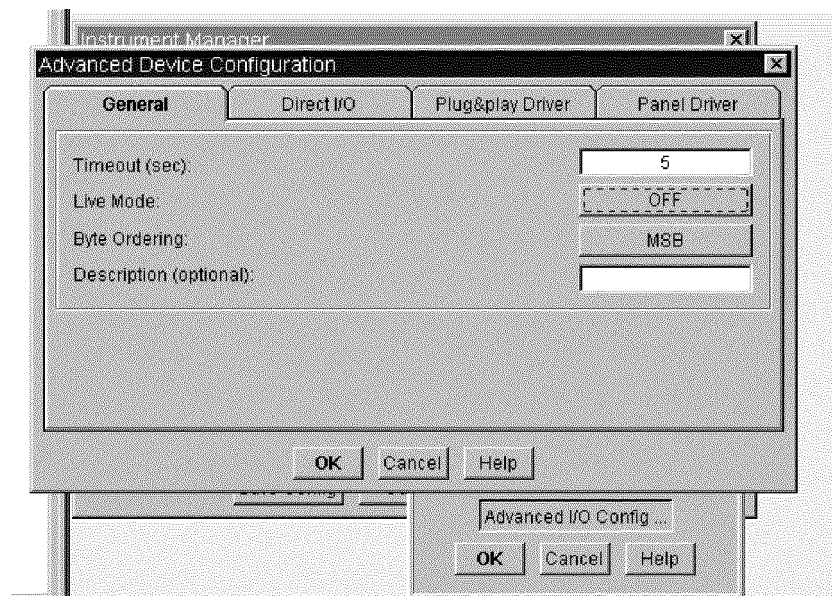 Instrument Manager
Advanced Device Configuration
General Direct I/O Plug&play Driver Panel Driver
Timeout (sec): 5
Live Mode: OFF
Byte Ordering: MSB
Description (optional):
OK Cancel Help
Advanced I/O Config ...
OK Cancel Help